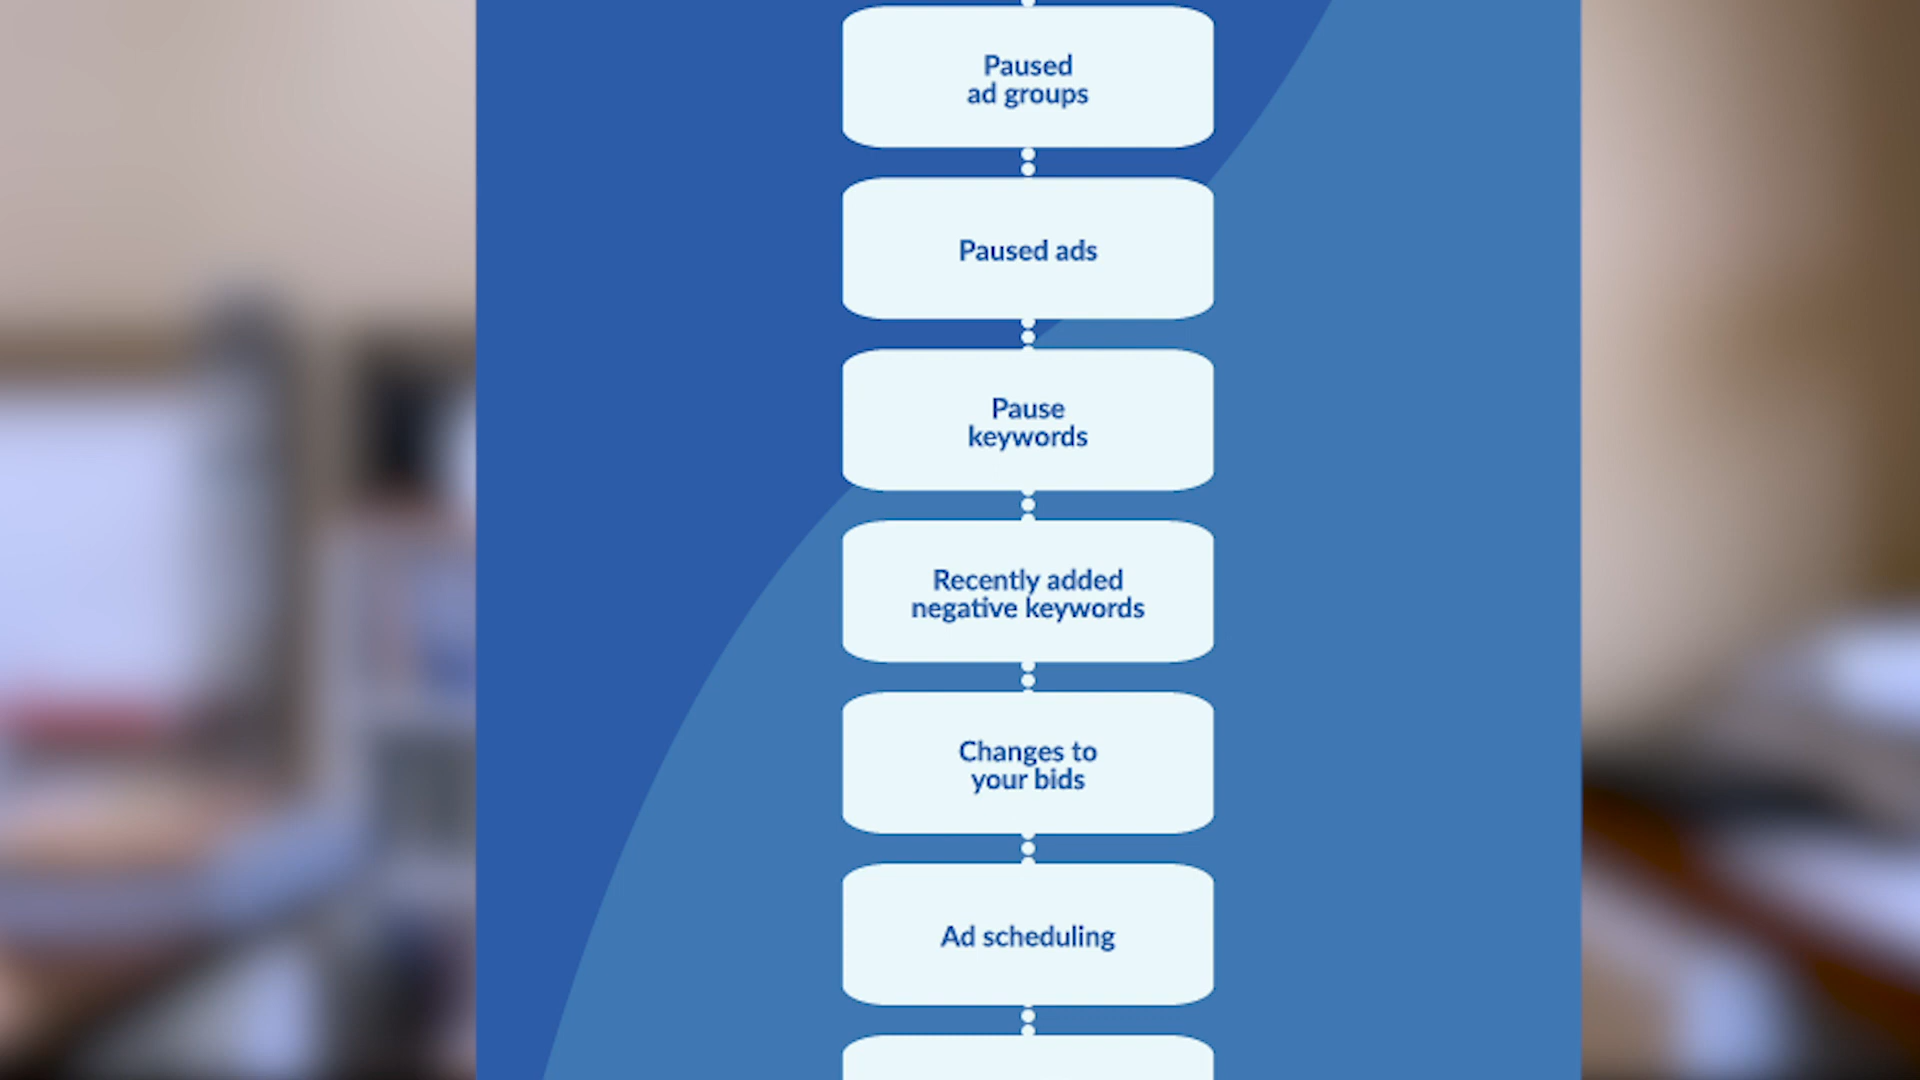 Paused
ad groups
Paused ads
Pause
keywords
Recently added
negative keywords
Changes to
your bids
Ad scheduling